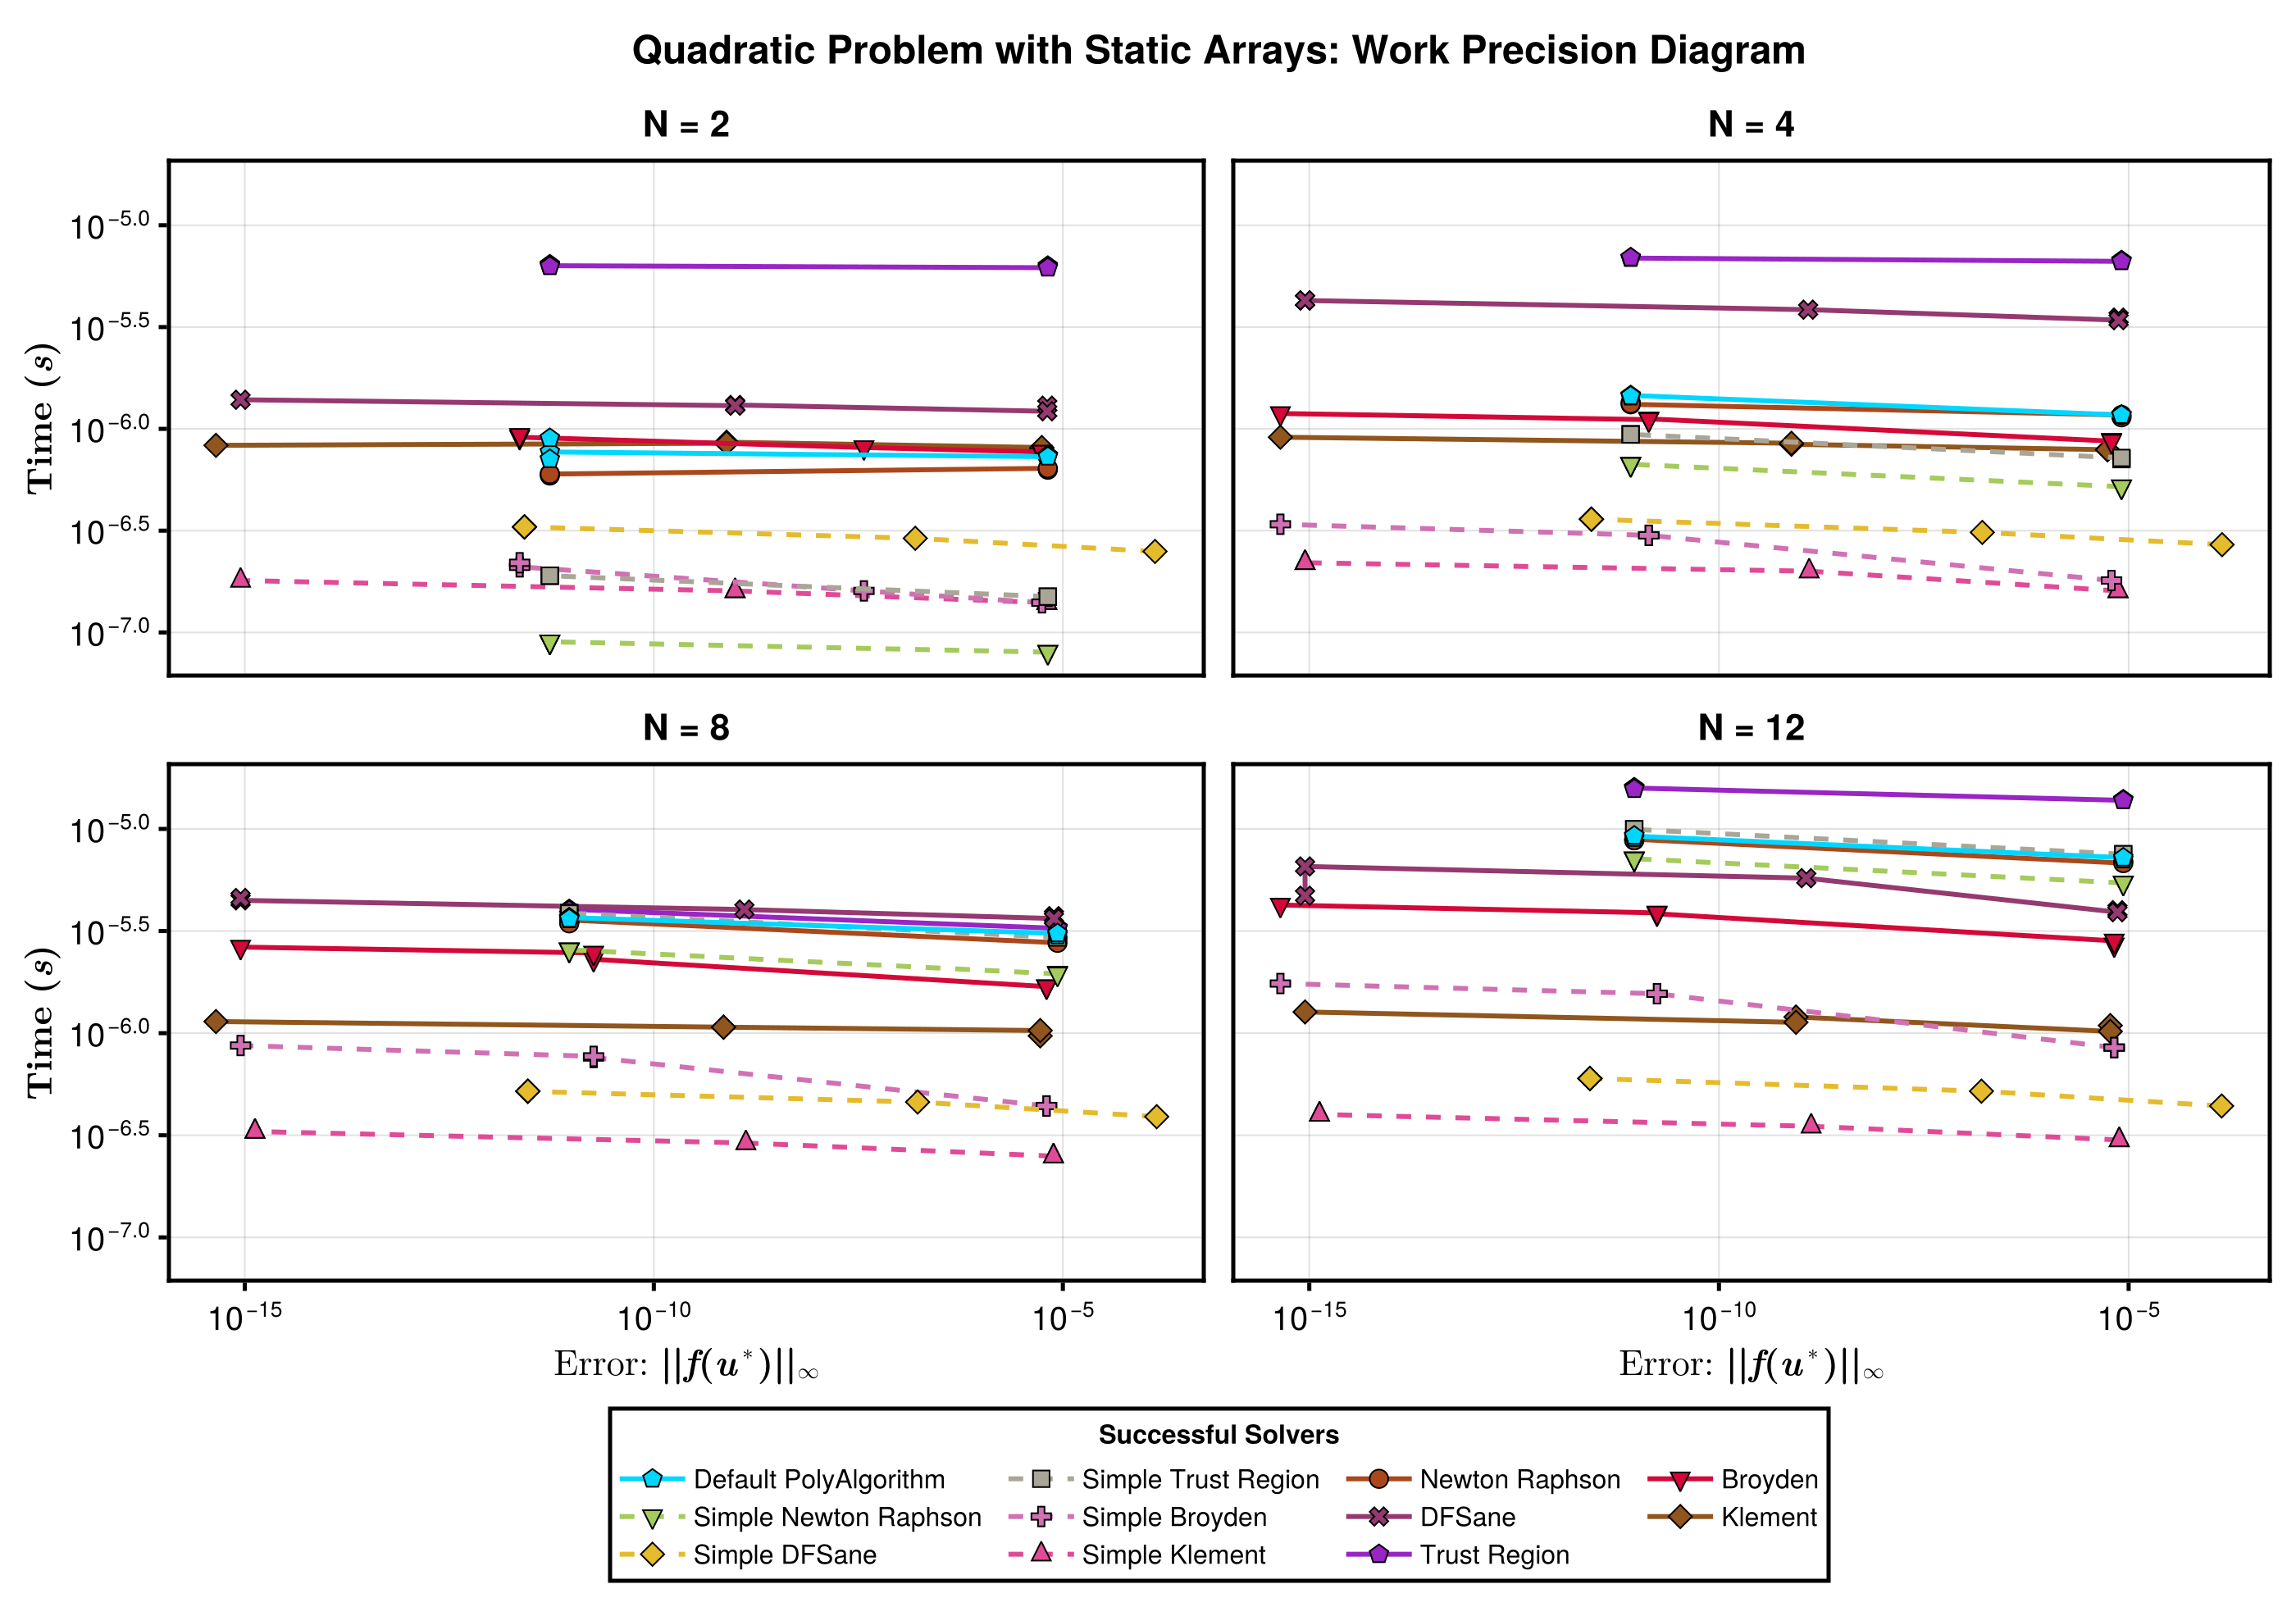 Quadratic Problem with Static Arrays: Work Precision Diagram
N = 2
N = 4
10^−5.0
10^−5.5
10^−6.0
10^−6.5
10^−7.0
Time (s)
N = 8
N = 12
10^−5.0
10^−5.5
10^−6.0
10^−6.5
10^−7.0
Time (s)
10^−15 10^−10 10^−5
10^−15 10^−10 10^−5
Error: ||f(u*)||∞
Error: ||f(u*)||∞
Successful Solvers
Default PolyAlgorithm Simple Trust Region Newton Raphson Broyden
Simple Newton Raphson Simple Broyden DFSane Klement
Simple DFSane Simple Klement Trust Region